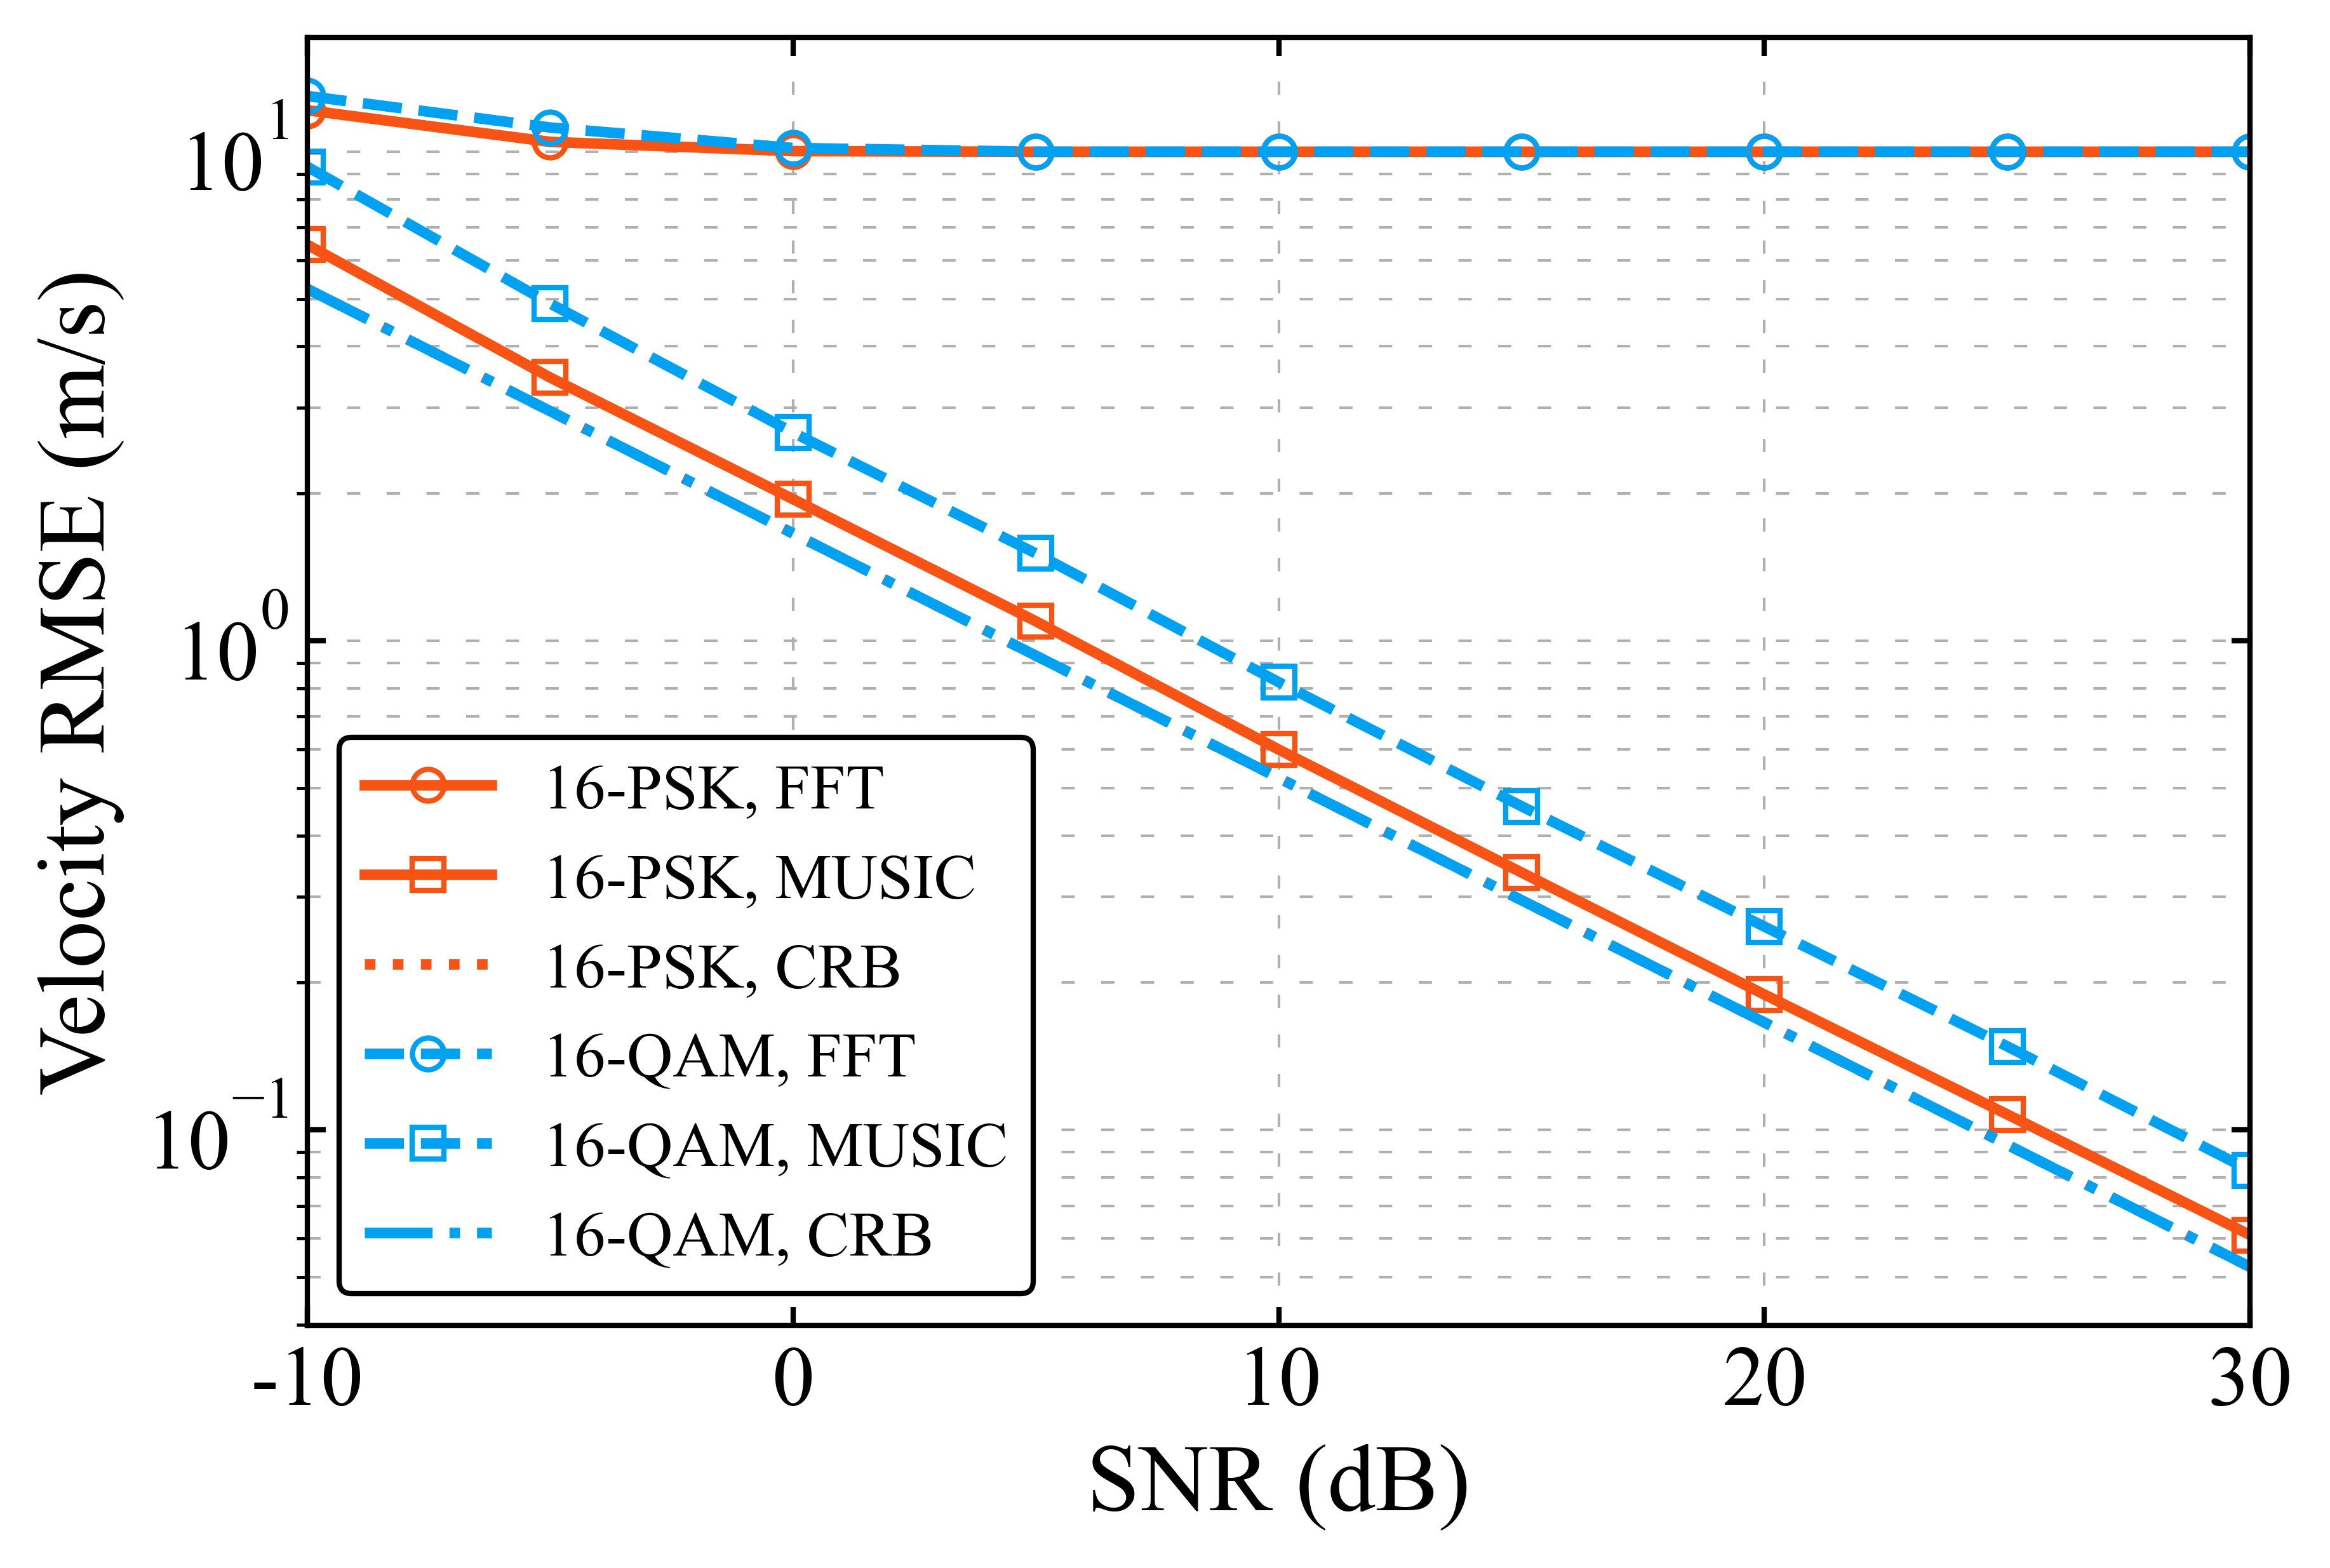 Velocity RMSE (m/s)
10^1
10^0
10^−1
16-PSK, FFT
16-PSK, MUSIC
16-PSK, CRB
16-QAM, FFT
16-QAM, MUSIC
16-QAM, CRB
-10 0 10 20 30
SNR (dB)